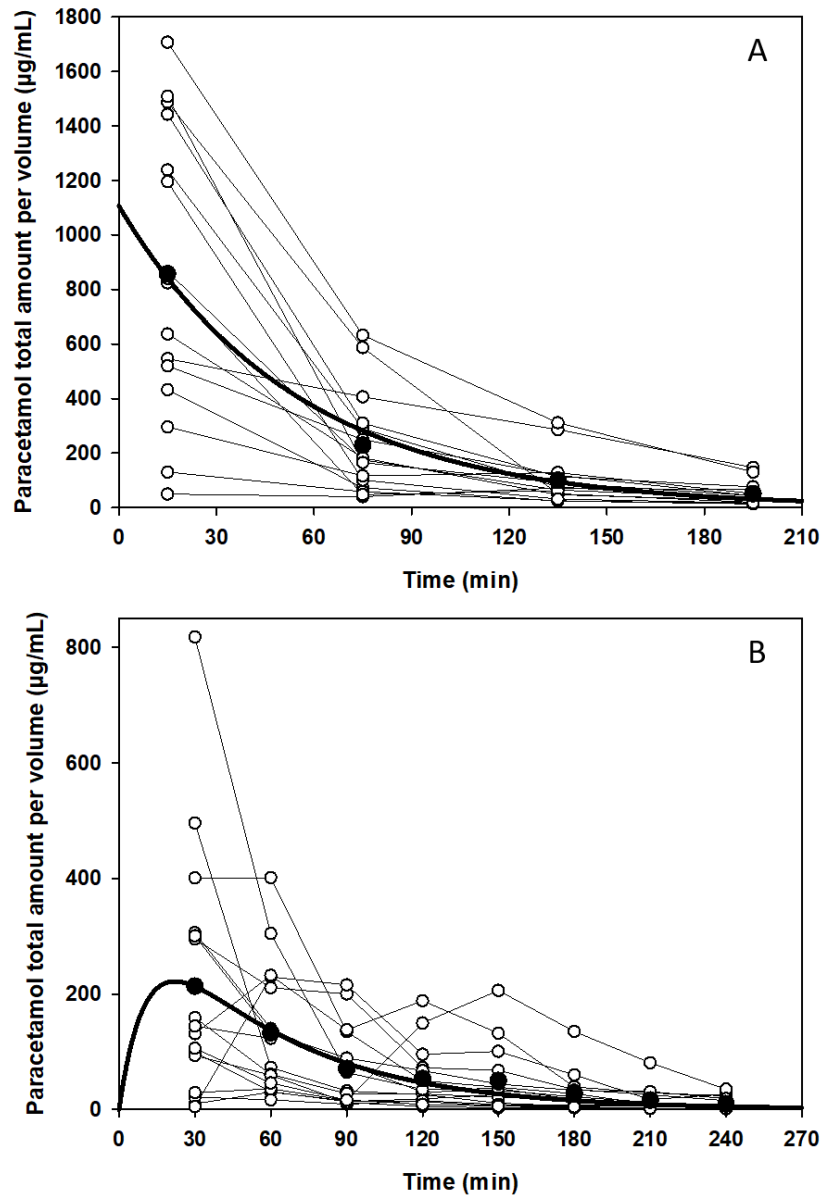 A
Paracetamol total amount per volume (µg/mL)
1800
1600
1400
1200
1000
800
600
400
200
0
0 30 60 90 120 150 180 210
Time (min)
B
Paracetamol total amount per volume (µg/mL)
800
600
400
200
0
0 30 60 90 120 150 180 210 240 270
Time (min)